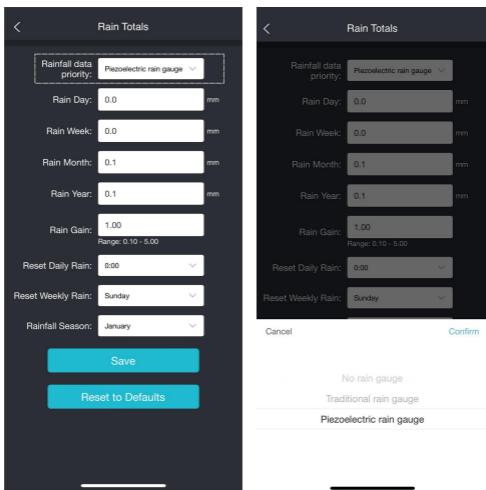 Rain Totals
Rainfall data
priority:
Piezoelectric rain gauge
Rain Day:
0.0
mm
Rain Week:
0.0
mm
Rain Month:
0.1
mm
Rain Year:
0.1
mm
Rain Gain:
1.00
Range: 0.10 - 5.00
Reset Daily Rain:
0:00
Reset Weekly Rain:
Sunday
Rainfall Season:
January
Save
Reset to Defaults
Rain Totals
Rainfall data
priority:
Piezoelectric rain gauge
Rain Day:
0.0
mm
Rain Week:
0.0
mm
Rain Month:
0.1
mm
Rain Year:
0.1
mm
Rain Gain:
1.00
Range: 0.10 - 5.00
Reset Daily Rain:
0:00
Reset Weekly Rain:
Sunday
Cancel
Confirm
No rain gauge
Traditional rain gauge
Piezoelectric rain gauge